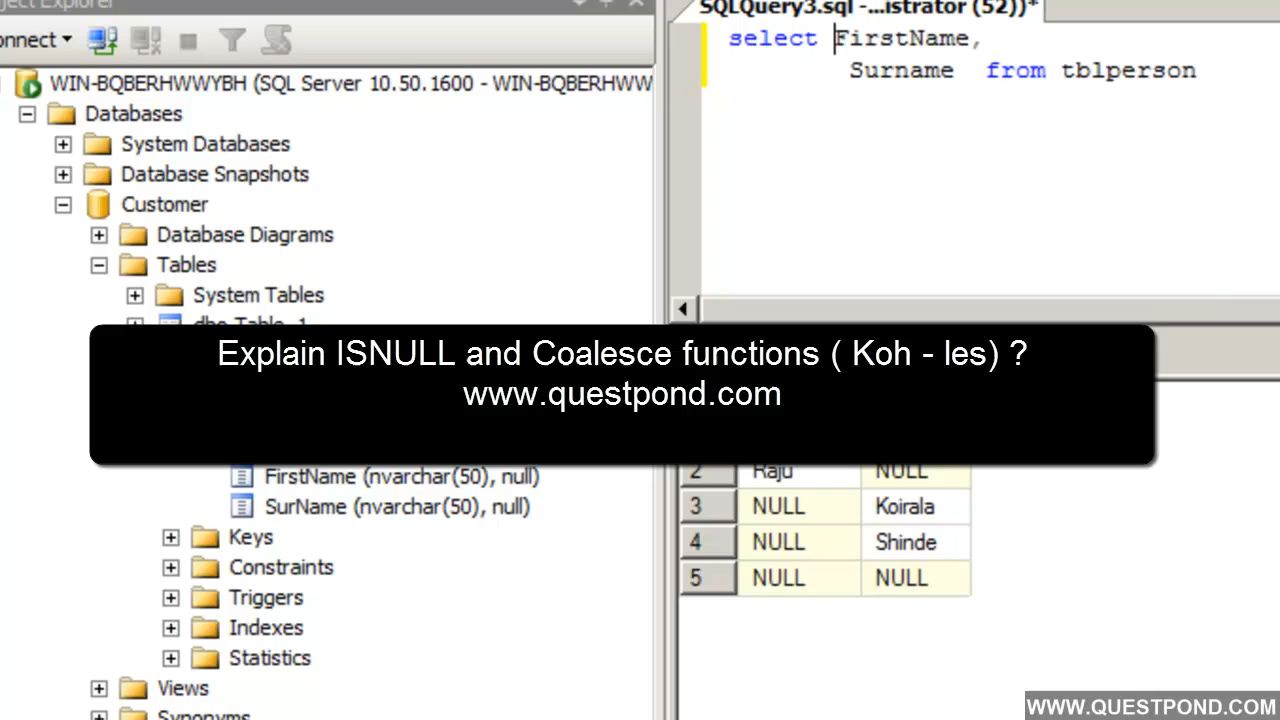 ject Explorer
SQLQuery3.sql -...istrator (52))*
onnect
select FirstName,
Surname from tblperson
WIN-BQBERHWWYBH (SQL Server 10.50.1600 - WIN-BQBERHWW
Databases
System Databases
Database Snapshots
Customer
Database Diagrams
Tables
System Tables
dbo.Table_1
Explain ISNULL and Coalesce functions ( Koh - les) ?
www.questpond.com
FirstName (nvarchar(50), null)
SurName (nvarchar(50), null)
Keys
Constraints
Triggers
Indexes
Statistics
Views
Synonyms
2 Raju NULL
3 NULL Koirala
4 NULL Shinde
5 NULL NULL
WWW.QUESTPOND.COM